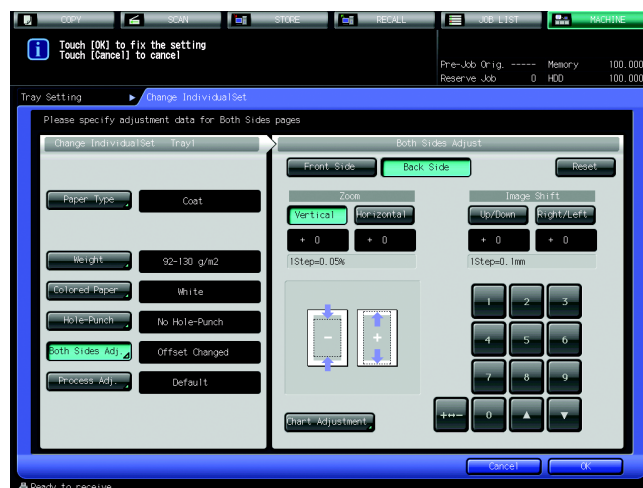 COPY SCAN STORE RECALL JOB LIST MACHINE
i
Touch [OK] to fix the setting
Touch [Cancel] to cancel
Pre-Job Orig. ----- Memory 100.000
Reserve Job 0 HDD 100.000
Tray Setting ▶ Change IndividualSet
Please specify adjustment data for Both Sides pages
Change IndividualSet Tray1
Both Sides Adjust
Front Side Back Side Reset
Paper Type Coat
Zoom
Image Shift
Vertical Horizontal
Up/Down Right/Left
+ 0 + 0
+ 0 + 0
1Step=0.05%
1Step=0.1mm
Weight 92-130 g/m2
Colored Paper White
Hole-Punch No Hole-Punch
Both Sides Adj. Offset Changed
Process Adj. Default
- +
1 2 3
4 5 6
7 8 9
+↔- 0 ▲ ▼
Chart Adjustment
Cancel OK
Ready to receive